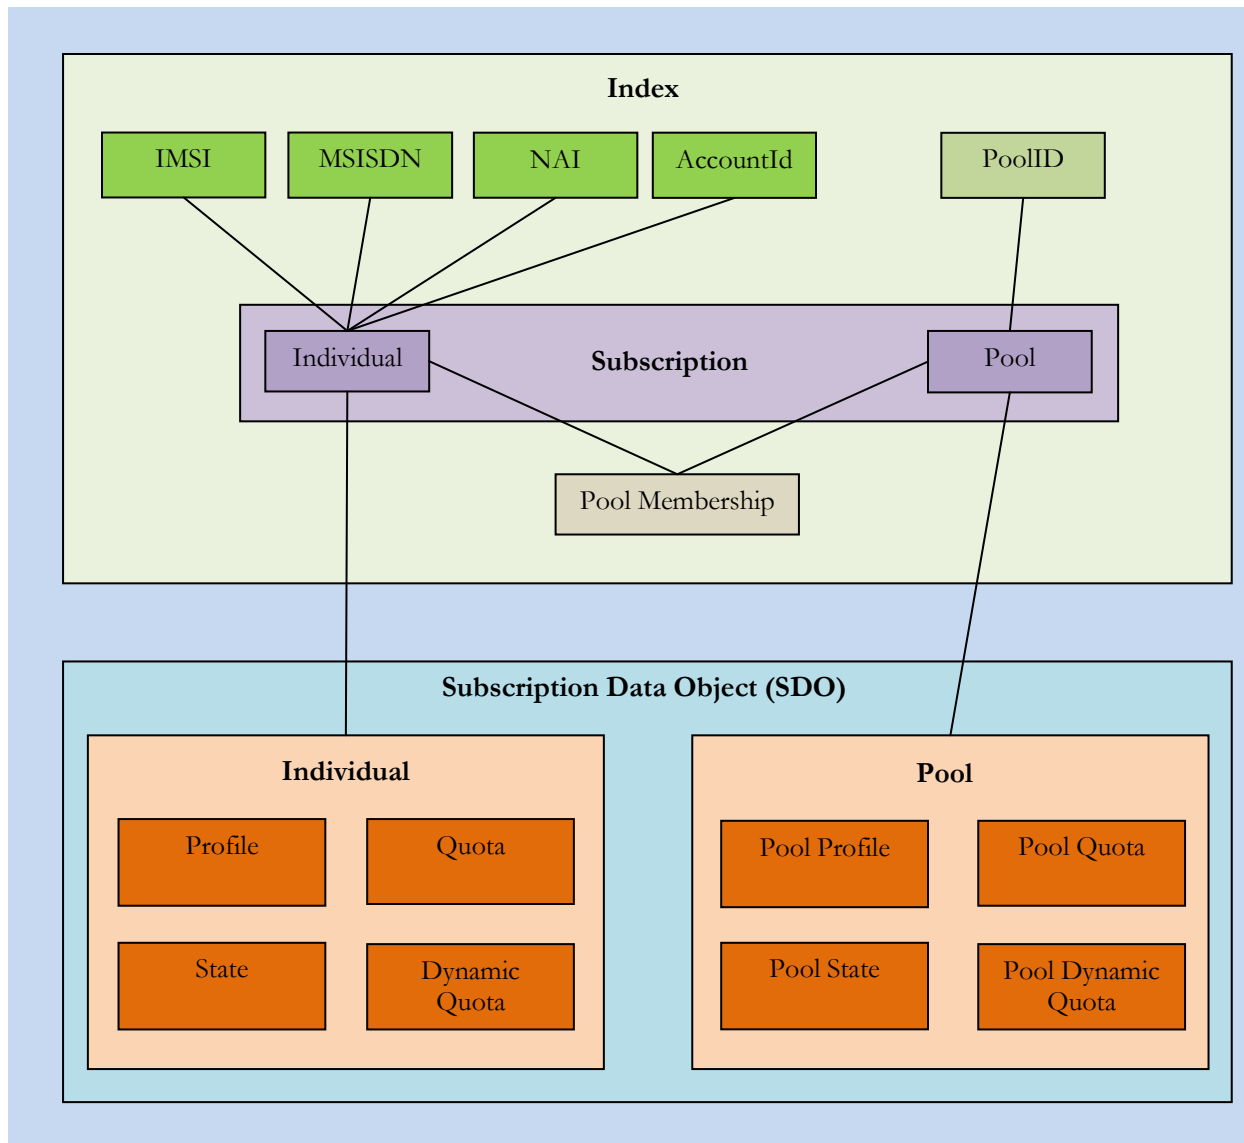 Index
IMSI
MSISDN
NAI
AccountId
PoolID
Individual
Subscription
Pool
Pool Membership
Subscription Data Object (SDO)
Individual
Profile
Quota
State
Dynamic
Quota
Pool
Pool Profile
Pool Quota
Pool State
Pool Dynamic
Quota